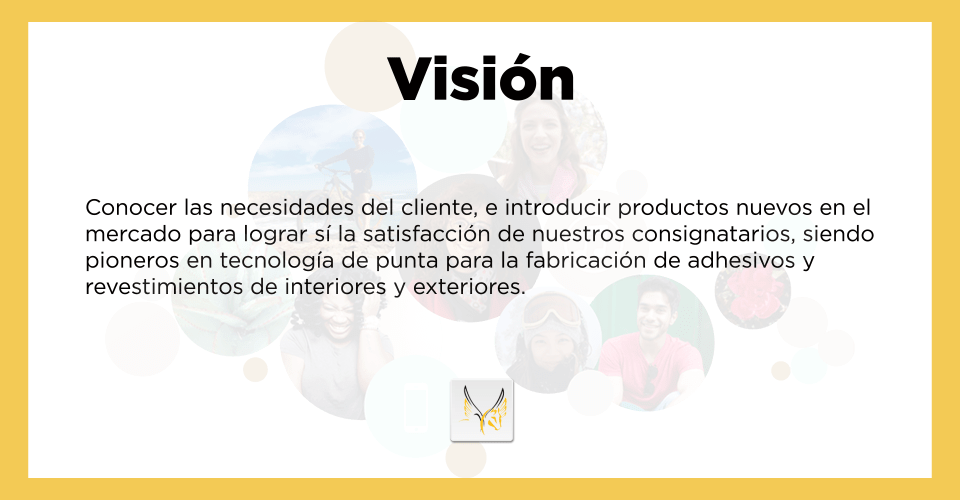 Visión
Conocer las necesidades del cliente, e introducir productos nuevos en el
mercado para lograr sí la satisfacción de nuestros consignatarios, siendo
pioneros en tecnología de punta para la fabricación de adhesivos y
revestimientos de interiores y exteriores.